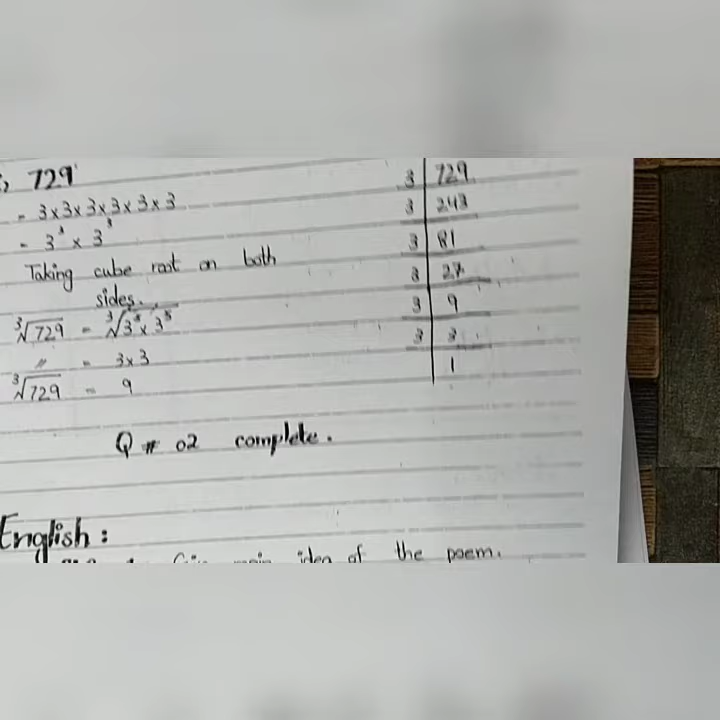 729
= 3×3×3×3×3×3
= 3³ × 3³
Taking cube root on both
sides.
∛729 = ∛3³×3³
〃 = 3×3
∛729 = 9
3 | 729
3 | 243
3 | 81
3 | 27
3 | 9
3 | 3
| 1
Q # 02 complete.
English:
main idea of the poem.